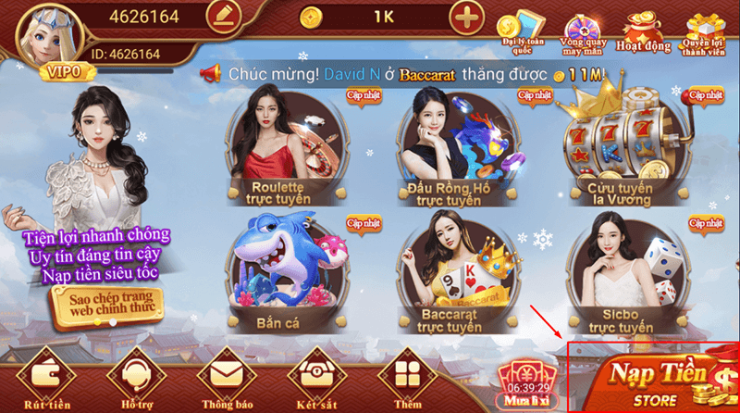 4626164
1K
ID: 4626164
VIP0
Đại lý toàn quốc
Vòng quay may mắn
Hoạt động
Quyền lợi thành viên
Chúc mừng! David N ở Baccarat thắng được 11M!
Cập nhật
Cập nhật
Cập nhật
Roulette
trực tuyến
Đấu Rồng Hổ
trực tuyến
777
Cửu tuyến
la Vương
Tiện lợi nhanh chóng
Uy tín đáng tin cậy
Nạp tiền siêu tốc
Sao chép trang
web chính thức
Cập nhật
Cập nhật
Bắn cá
9 K
Baccarat
Baccarat
trực tuyến
Sicbo
trực tuyến
Rút tiền
Hỗ trợ
Thông báo
Két sắt
Thêm
06:39:29
Mưa lì xì
Nạp Tiền
STORE